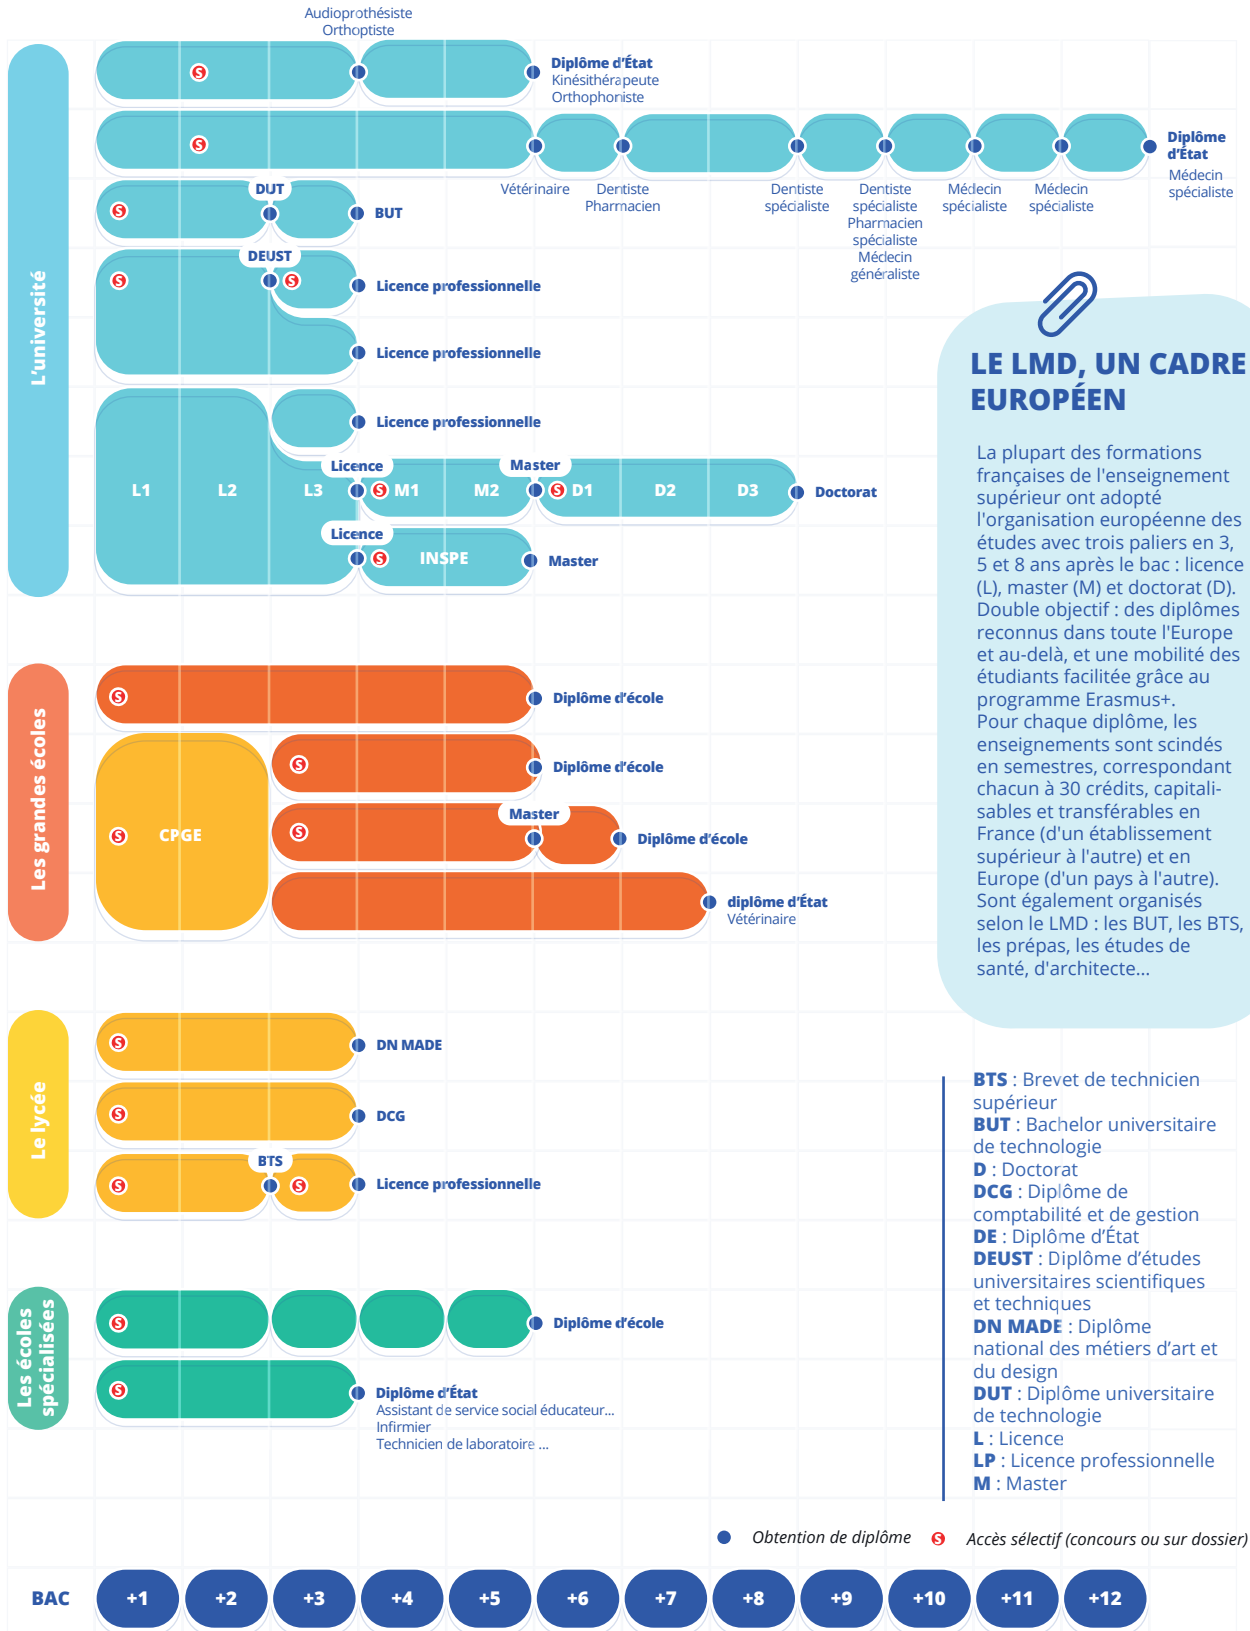 Audioprothésiste
Orthoptiste
L'université
S
Diplôme d'État
Kinésithérapeute
Orthophoniste
S
Vétérinaire
Dentiste
Pharmacien
Dentiste
spécialiste
Dentiste
spécialiste
Pharmacien
spécialiste
Médecin
généraliste
Médecin
spécialiste
Médecin
spécialiste
Diplôme
d'État
Médecin
spécialiste
S
DUT
BUT
S
DEUST
S
Licence professionnelle
Licence professionnelle
Licence professionnelle
L1 L2 L3
Licence
S M1 M2
Master
S D1 D2 D3
Doctorat
Licence
S INSPE
Master
Les grandes écoles
S
Diplôme d'école
S CPGE
S
Diplôme d'école
S
Master
Diplôme d'école
diplôme d'État
Vétérinaire
Le lycée
S
DN MADE
S
DCG
S
BTS
S
Licence professionnelle
Les écoles
spécialisées
S
Diplôme d'école
S
Diplôme d'État
Assistant de service social éducateur...
Infirmier
Technicien de laboratoire ...
LE LMD, UN CADRE
EUROPÉEN
La plupart des formations
françaises de l'enseignement
supérieur ont adopté
l'organisation européenne des
études avec trois paliers en 3,
5 et 8 ans après le bac : licence
(L), master (M) et doctorat (D).
Double objectif : des diplômes
reconnus dans toute l'Europe
et au-delà, et une mobilité des
étudiants facilitée grâce au
programme Erasmus+.
Pour chaque diplôme, les
enseignements sont scindés
en semestres, correspondant
chacun à 30 crédits, capitali-
sables et transférables en
France (d'un établissement
supérieur à l'autre) et en
Europe (d'un pays à l'autre).
Sont également organisés
selon le LMD : les BUT, les BTS,
les prépas, les études de
santé, d'architecte...
BTS : Brevet de technicien
supérieur
BUT : Bachelor universitaire
de technologie
D : Doctorat
DCG : Diplôme de
comptabilité et de gestion
DE : Diplôme d'État
DEUST : Diplôme d'études
universitaires scientifiques
et techniques
DN MADE : Diplôme
national des métiers d'art et
du design
DUT : Diplôme universitaire
de technologie
L : Licence
LP : Licence professionnelle
M : Master
Obtention de diplôme S Accès sélectif (concours ou sur dossier)
BAC +1 +2 +3 +4 +5 +6 +7 +8 +9 +10 +11 +12